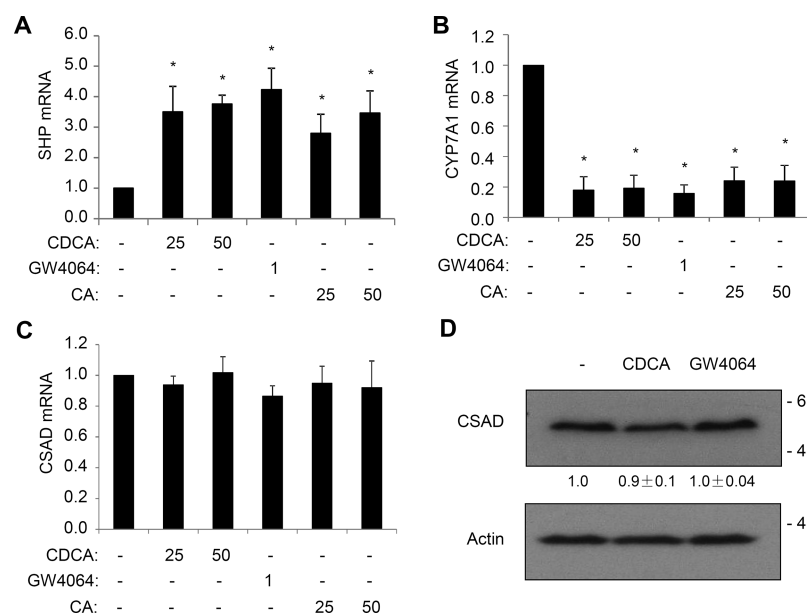 A
SHP mRNA
6.0
5.0
4.0
3.0
2.0
1.0
0.0
* * * * *
CDCA: - 25 50 - - -
GW4064: - - - 1 - -
CA: - - - - 25 50
B
CYP7A1 mRNA
1.2
1.0
0.8
0.6
0.4
0.2
0.0
* * * * *
CDCA: - 25 50 - - -
GW4064: - - - 1 - -
CA: - - - - 25 50
C
CSAD mRNA
1.2
1.0
0.8
0.6
0.4
0.2
0.0
CDCA: - 25 50 - - -
GW4064: - - - 1 - -
CA: - - - - 25 50
D
- CDCA GW4064
CSAD
- 6
- 4
1.0 0.9±0.1 1.0±0.04
Actin
- 4